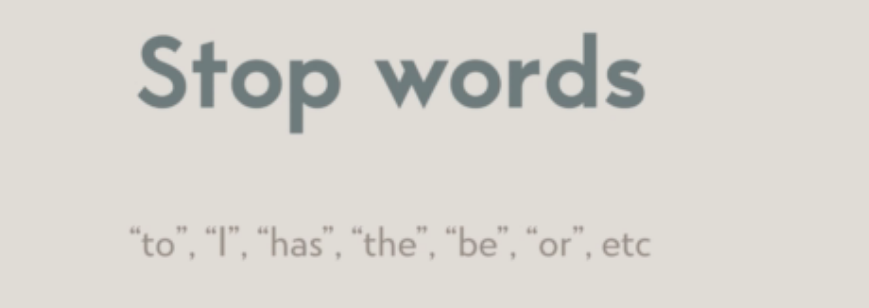 Stop words
“to”, “I”, “has”, “the”, “be”, “or”, etc